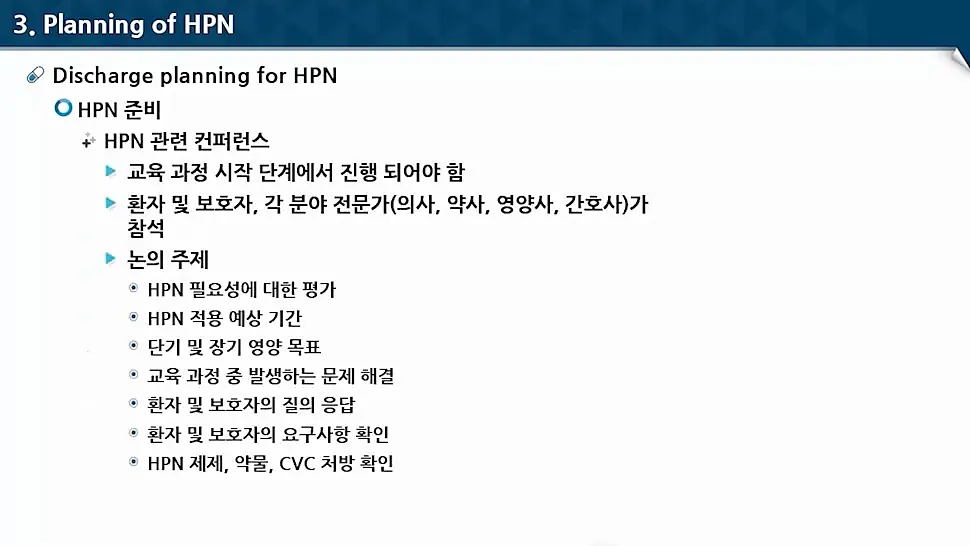 3. Planning of HPN
Discharge planning for HPN
HPN 준비
HPN 관련 컨퍼런스
교육 과정 시작 단계에서 진행 되어야 함
환자 및 보호자, 각 분야 전문가(의사, 약사, 영양사, 간호사)가
참석
논의 주제
HPN 필요성에 대한 평가
HPN 적용 예상 기간
단기 및 장기 영양 목표
교육 과정 중 발생하는 문제 해결
환자 및 보호자의 질의 응답
환자 및 보호자의 요구사항 확인
HPN 제제, 약물, CVC 처방 확인